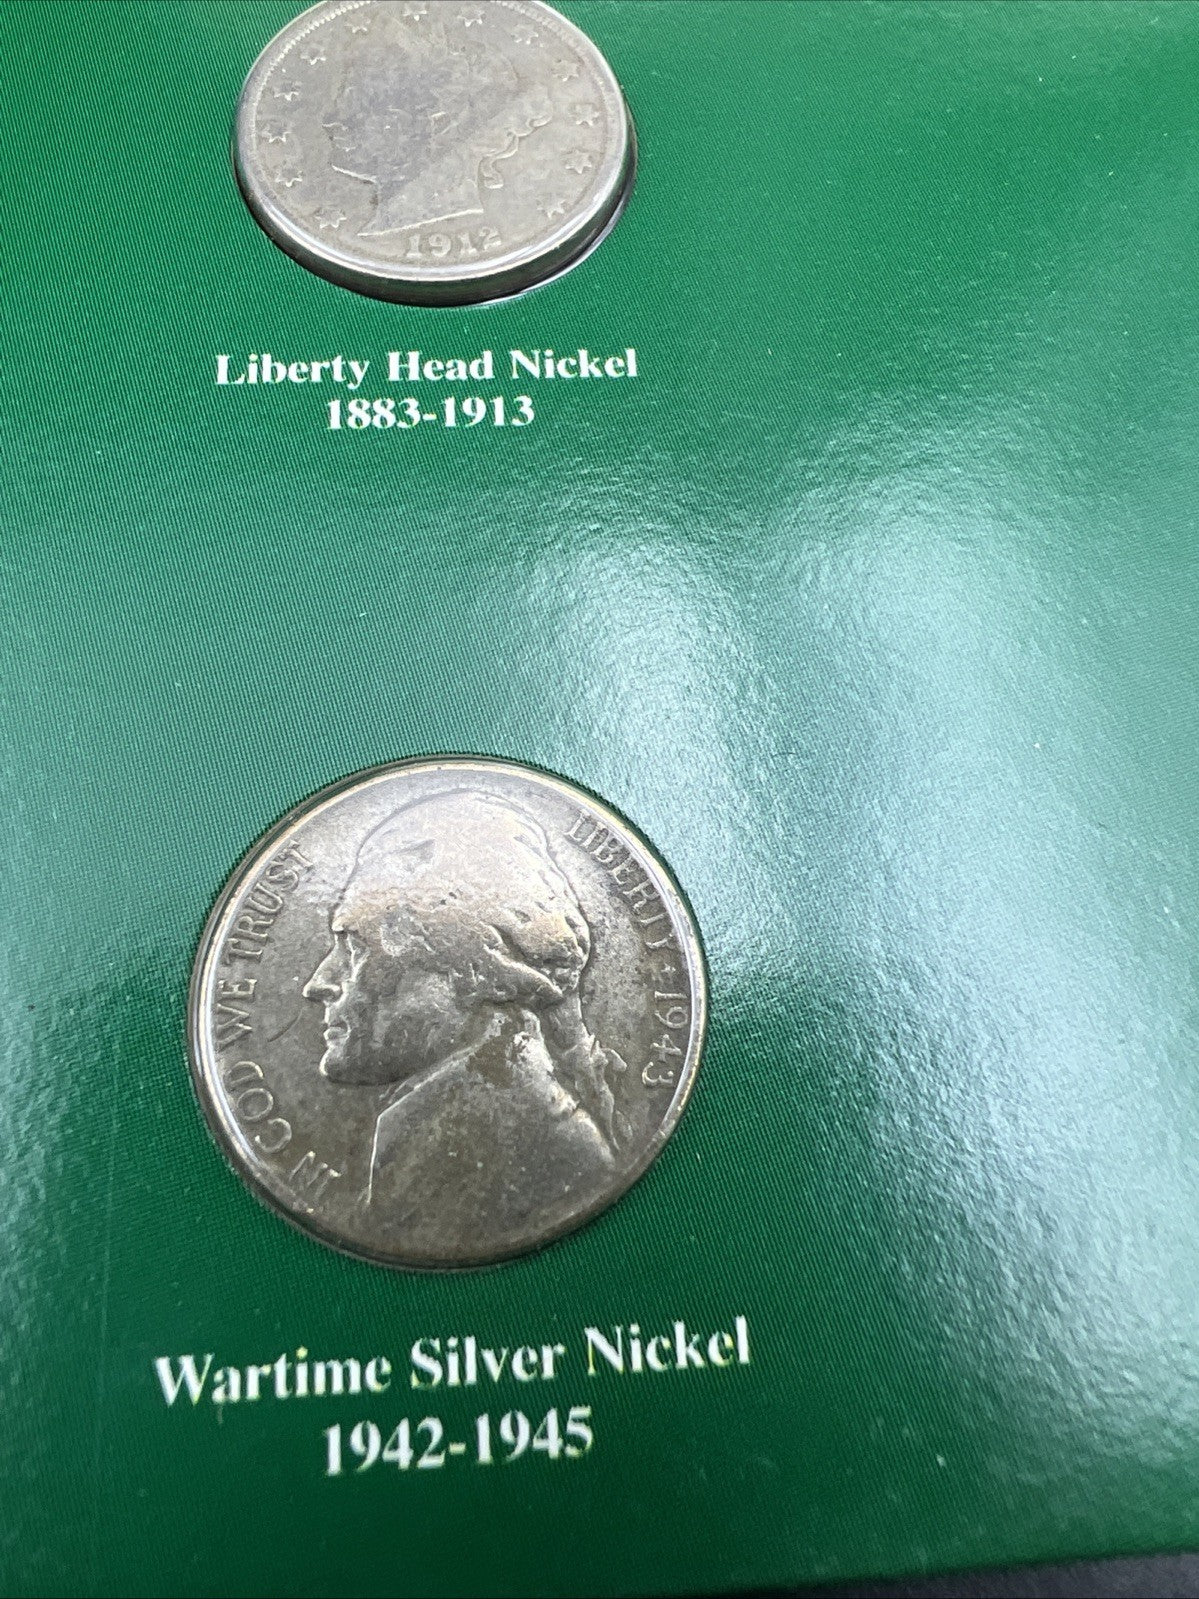 1912
Liberty Head Nickel
1883-1913
IN GOD WE TRUST
LIBERTY ★ 1943
Wartime Silver Nickel
1942-1945